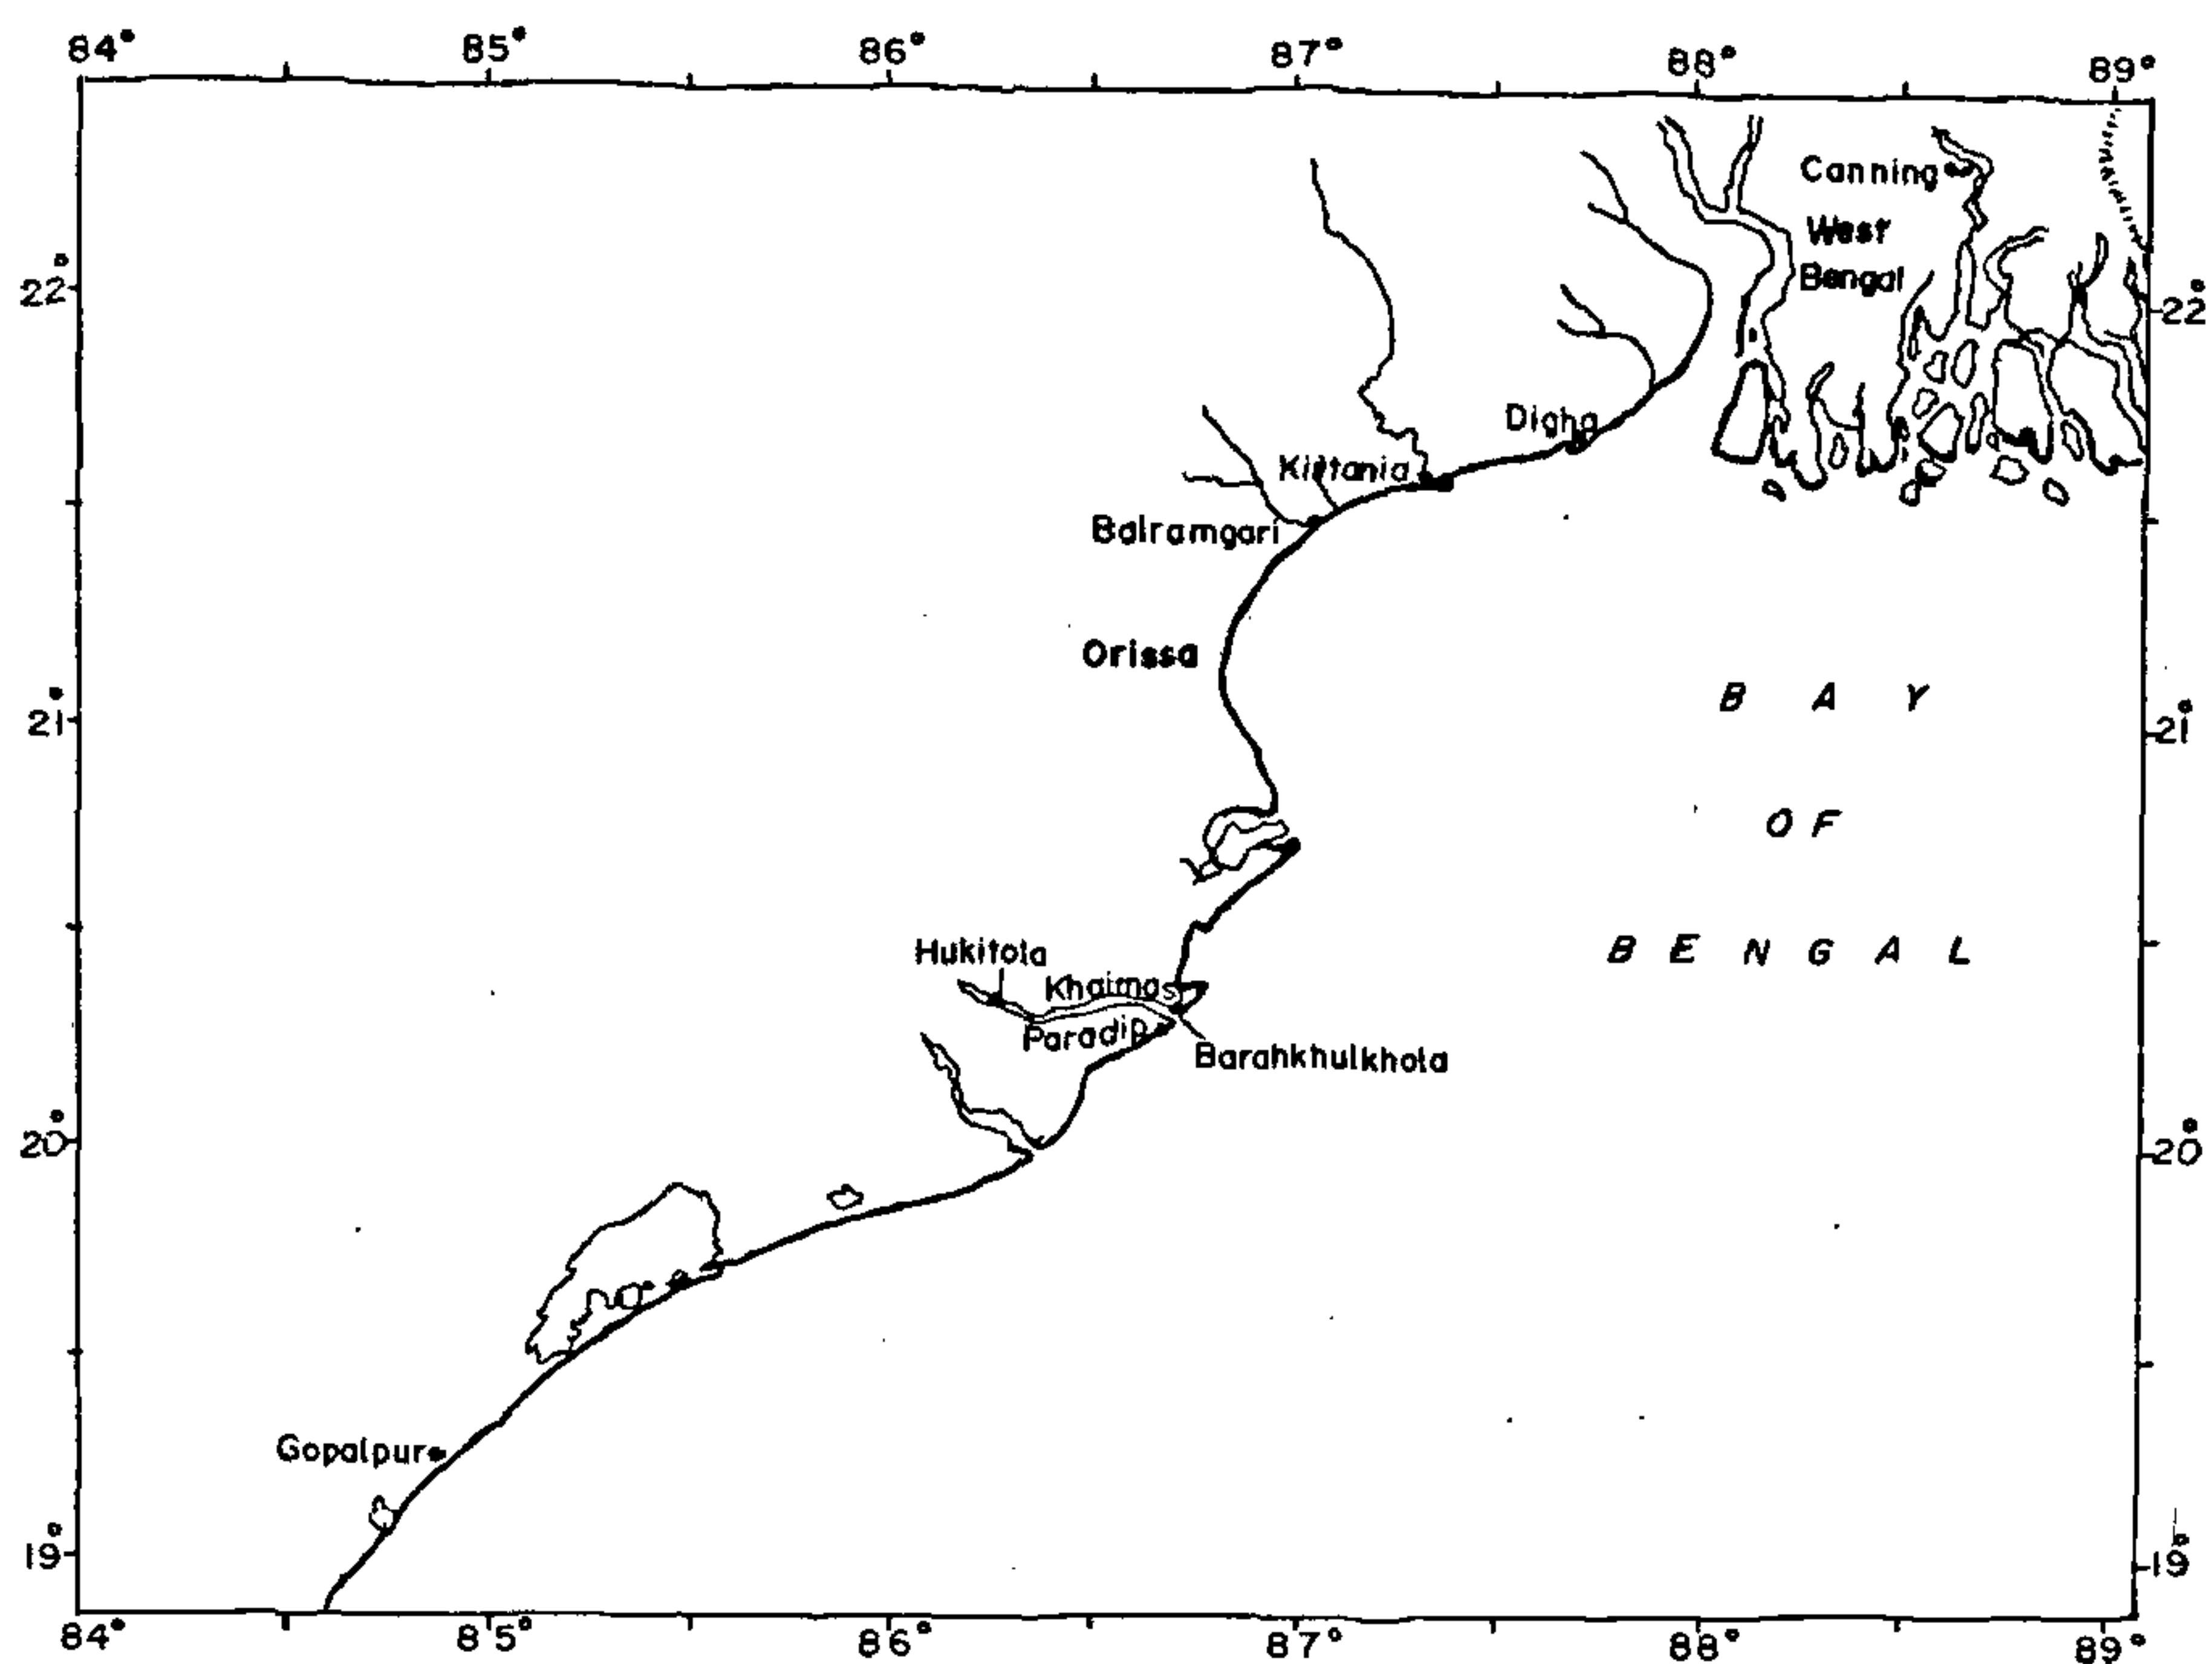 84° 85° 86° 87° 88° 89°
Canning
West
Bengal
22° 22°
Digha
Kirtania
Balramgari
Orissa
21° 21°
B A Y
O F
B E N G A L
Hukitola
Khaimas
Paradip
Barahkhulkhola
20° 20°
Gopalpur
19° 19°
84° 85° 86° 87° 88° 89°